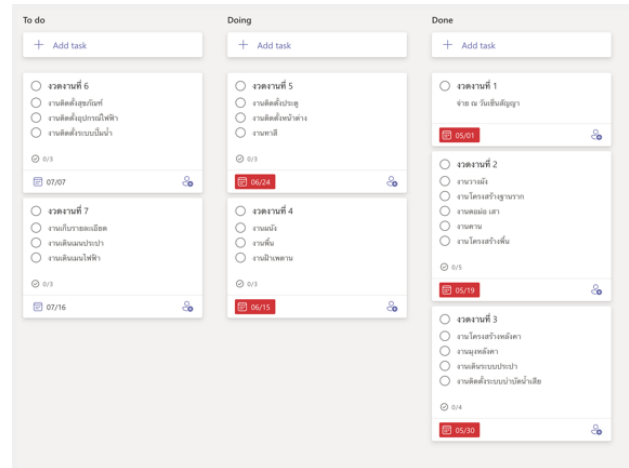 To do
+ Add task
งวดงานที่ 6
งานติดตั้งสุขภัณฑ์
งานติดตั้งอุปกรณ์ไฟฟ้า
งานติดตั้งระบบปั๊มน้ำ
0/3
07/07
งวดงานที่ 7
งานเก็บรายละเอียด
งานเดินเมนประปา
งานเดินเมนไฟฟ้า
0/3
07/16
Doing
+ Add task
งวดงานที่ 5
งานติดตั้งประตู
งานติดตั้งหน้าต่าง
งานทาสี
0/3
06/24
งวดงานที่ 4
งานผนัง
งานพื้น
งานฝ้าเพดาน
0/3
06/15
Done
+ Add task
งวดงานที่ 1
จ่าย ณ วันเซ็นสัญญา
05/01
งวดงานที่ 2
งานวางผัง
งานโครงสร้างฐานราก
งานตอม่อ เสา
งานคาน
งานโครงสร้างพื้น
0/5
05/19
งวดงานที่ 3
งานโครงสร้างหลังคา
งานมุงหลังคา
งานเดินระบบประปา
งานติดตั้งระบบบำบัดน้ำเสีย
0/4
05/30